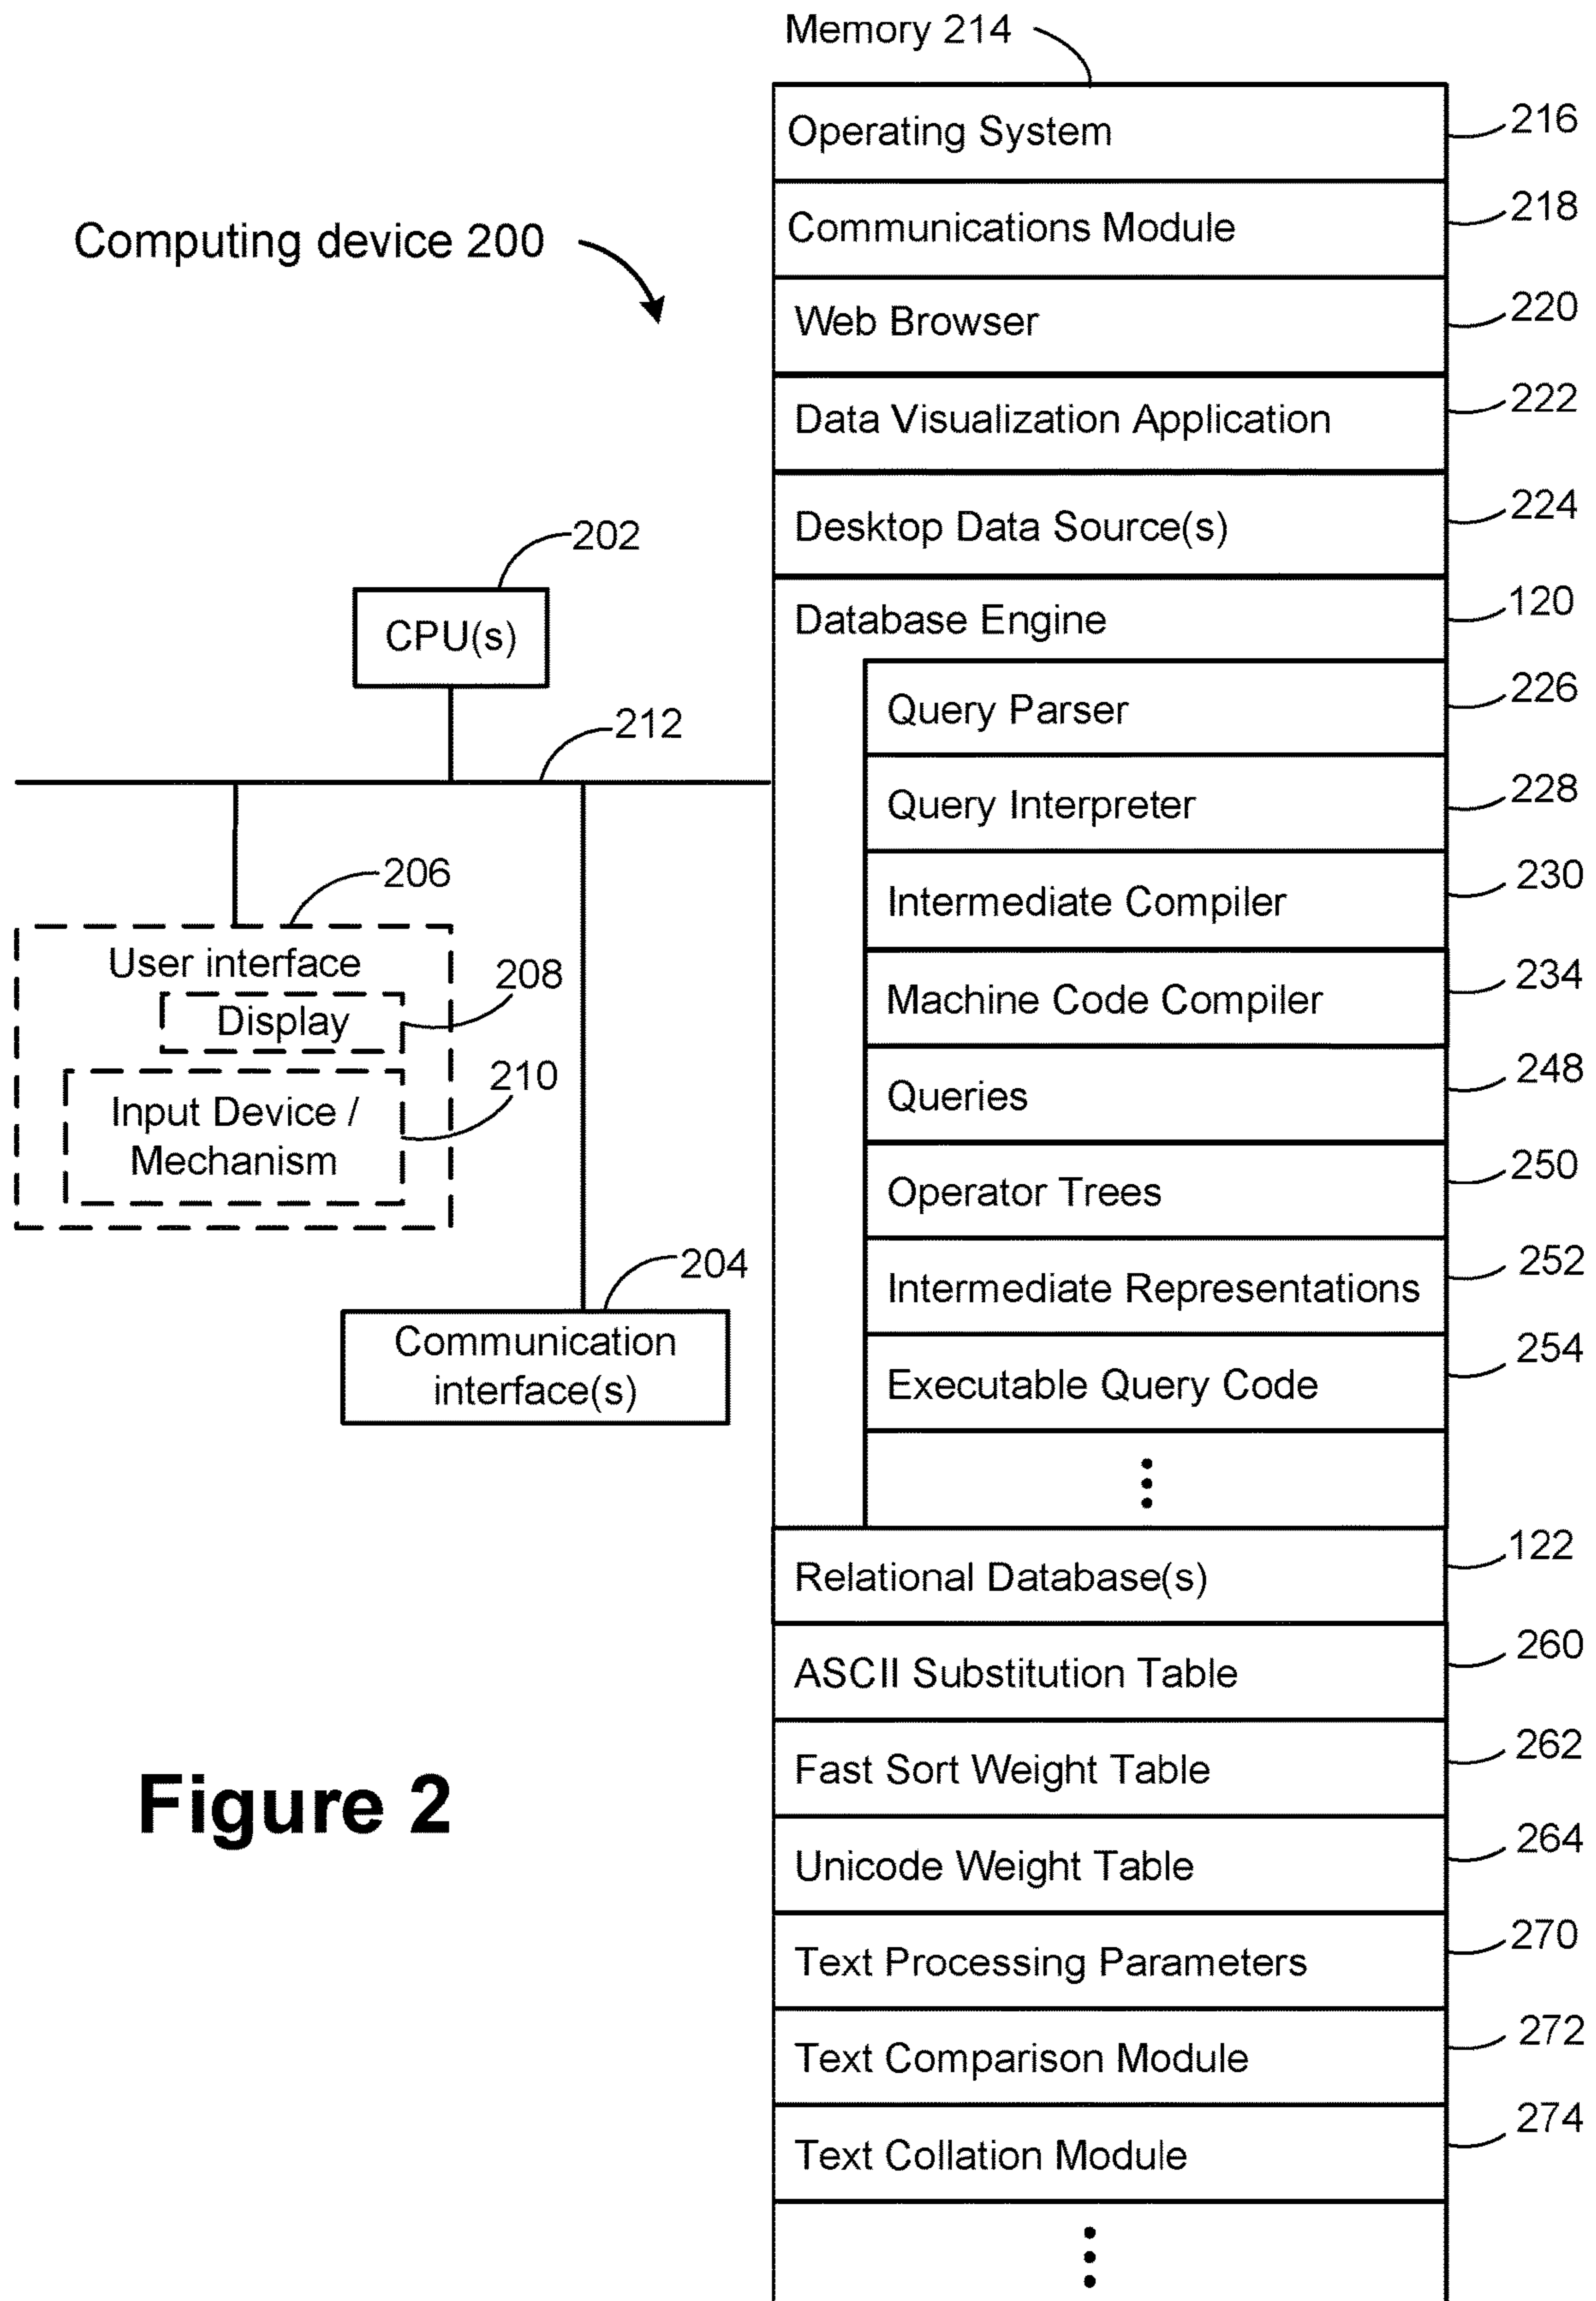 Memory 214
Operating System 216
Communications Module 218
Computing device 200
Web Browser 220
Data Visualization Application 222
Desktop Data Source(s) 224
202
CPU(s)
212
206
User interface
208
Display
210
Input Device /
Mechanism
204
Communication
interface(s)
Database Engine 120
Query Parser 226
Query Interpreter 228
Intermediate Compiler 230
Machine Code Compiler 234
Queries 248
Operator Trees 250
Intermediate Representations 252
Executable Query Code 254
Relational Database(s) 122
ASCII Substitution Table 260
Fast Sort Weight Table 262
Unicode Weight Table 264
Text Processing Parameters 270
Text Comparison Module 272
Text Collation Module 274
Figure 2